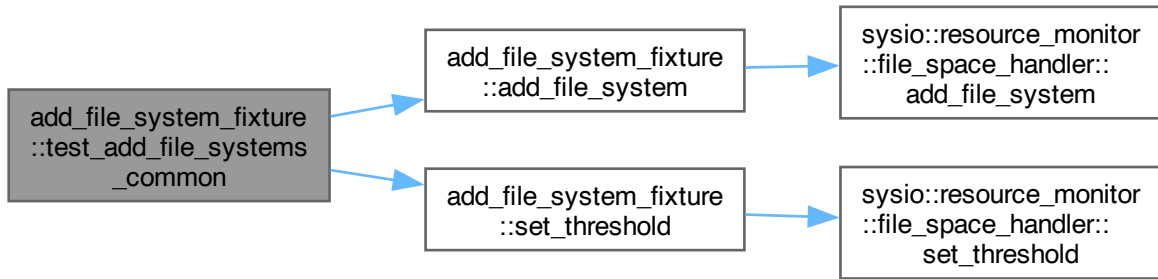 add_file_system_fixture
::test_add_file_systems
_common
add_file_system_fixture
::add_file_system
sysio::resource_monitor
::file_space_handler::
add_file_system
add_file_system_fixture
::set_threshold
sysio::resource_monitor
::file_space_handler::
set_threshold